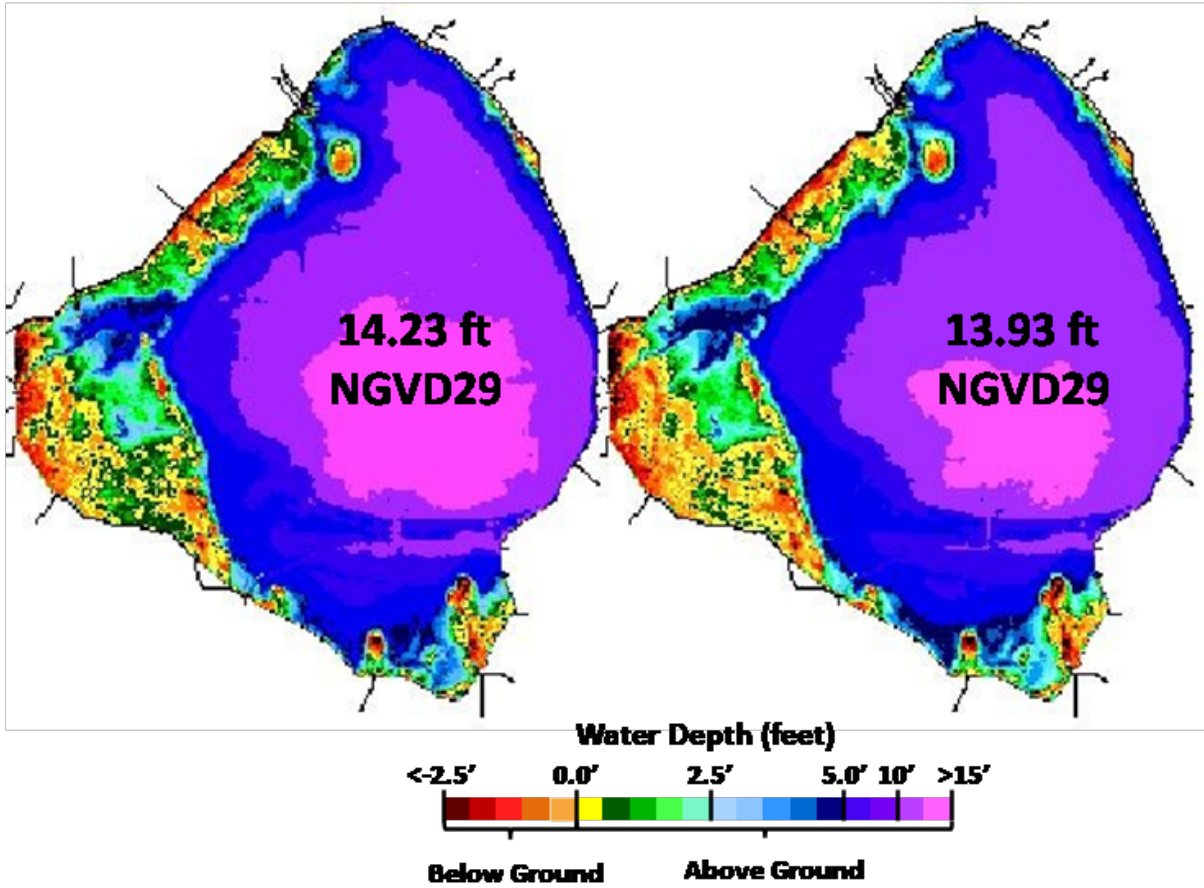 14.23 ft
NGVD29
13.93 ft
NGVD29
Water Depth (feet)
<-2.5’ 0.0’ 2.5’ 5.0’ 10’ >15’
Below Ground Above Ground